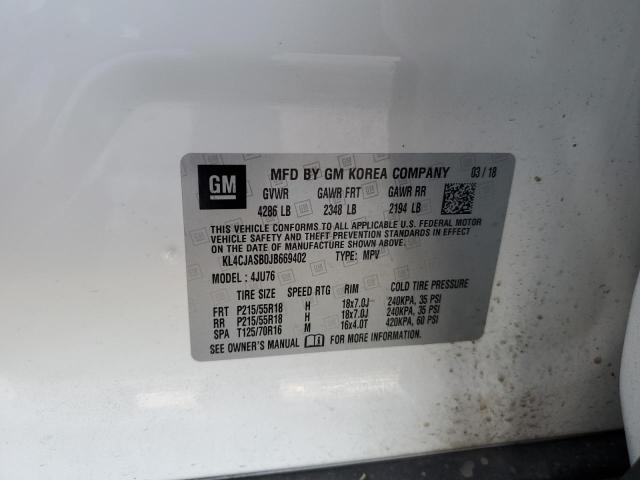 GM
MFD BY GM KOREA COMPANY 03 / 18
GVWR GAWR FRT GAWR RR
4286 LB 2348 LB 2194 LB
THIS VEHICLE CONFORMS TO ALL APPLICABLE U.S. FEDERAL MOTOR
VEHICLE SAFETY AND THEFT PREVENTION STANDARDS IN EFFECT
ON THE DATE OF MANUFACTURE SHOWN ABOVE.
KL4CJASB0JB669402 TYPE: MPV
MODEL : 4JU76
TIRE SIZE SPEED RTG RIM COLD TIRE PRESSURE
FRT P215/55R18 H 18x7.0J 240KPA, 35 PSI
RR P215/55R18 H 18x7.0J 240KPA, 35 PSI
SPA T125/70R16 M 16x4.0T 420KPA, 60 PSI
SEE OWNER'S MANUAL FOR MORE INFORMATION